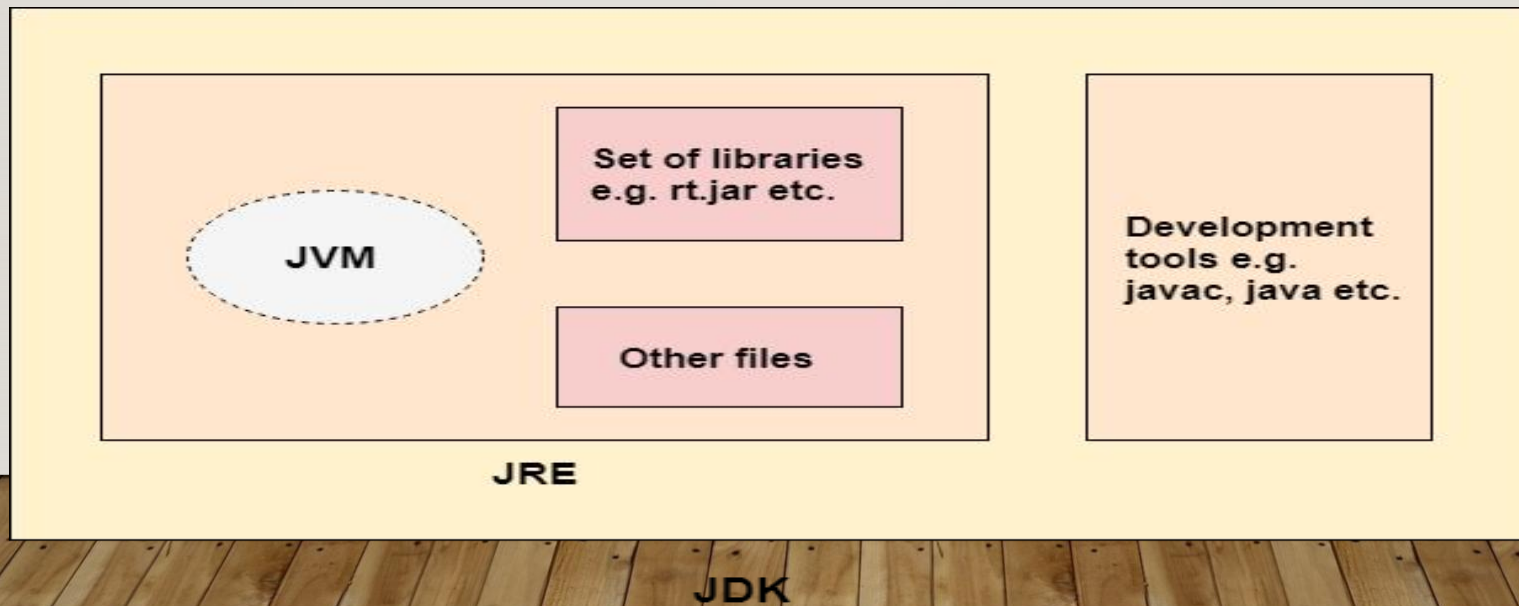 Set of libraries
e.g. rt.jar etc.
JVM
Other files
Development
tools e.g.
javac, java etc.
JRE
JDK